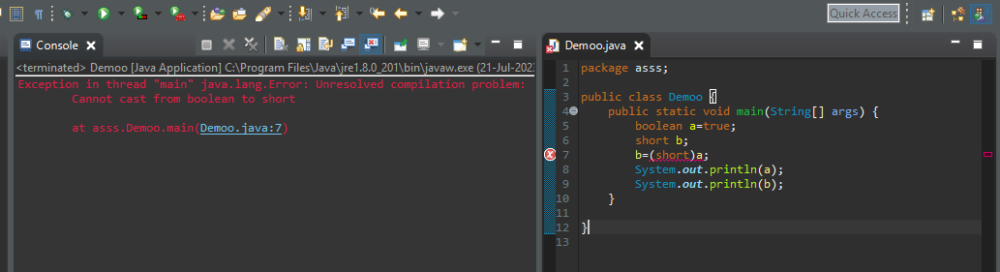 Quick Access
Console
<terminated> Demoo [Java Application] C:\Program Files\Java\jre1.8.0_201\bin\javaw.exe (21-Jul-2023
Exception in thread "main" java.lang.Error: Unresolved compilation problem:
Cannot cast from boolean to short
at asss.Demoo.main(Demoo.java:7)
Demoo.java
1 package asss;
2
3 public class Demoo {
4 public static void main(String[] args) {
5 boolean a=true;
6 short b;
7 b=(short)a;
8 System.out.println(a);
9 System.out.println(b);
10 }
11
12 }
13